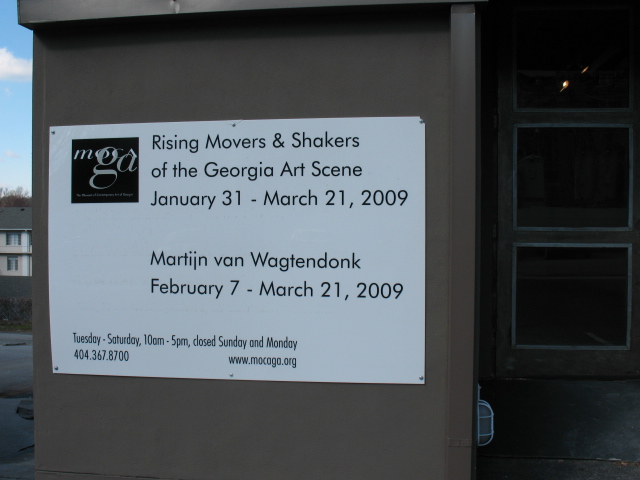 moca
ga
Rising Movers & Shakers
of the Georgia Art Scene
January 31 - March 21, 2009
Martijn van Wagtendonk
February 7 - March 21, 2009
Tuesday - Saturday, 10am - 5pm, closed Sunday and Monday
404.367.8700 www.mocaga.org